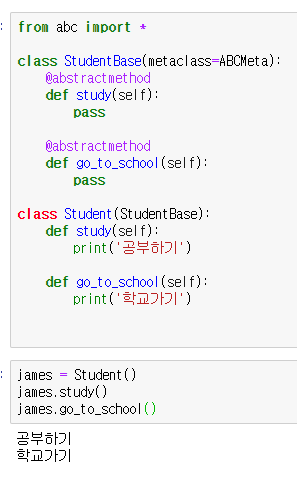 from abc import *
class StudentBase(metaclass=ABCMeta):
    @abstractmethod
    def study(self):
        pass
    @abstractmethod
    def go_to_school(self):
        pass
class Student(StudentBase):
    def study(self):
        print('공부하기')
    def go_to_school(self):
        print('학교가기')
james = Student()
james.study()
james.go_to_school()
공부하기
학교가기